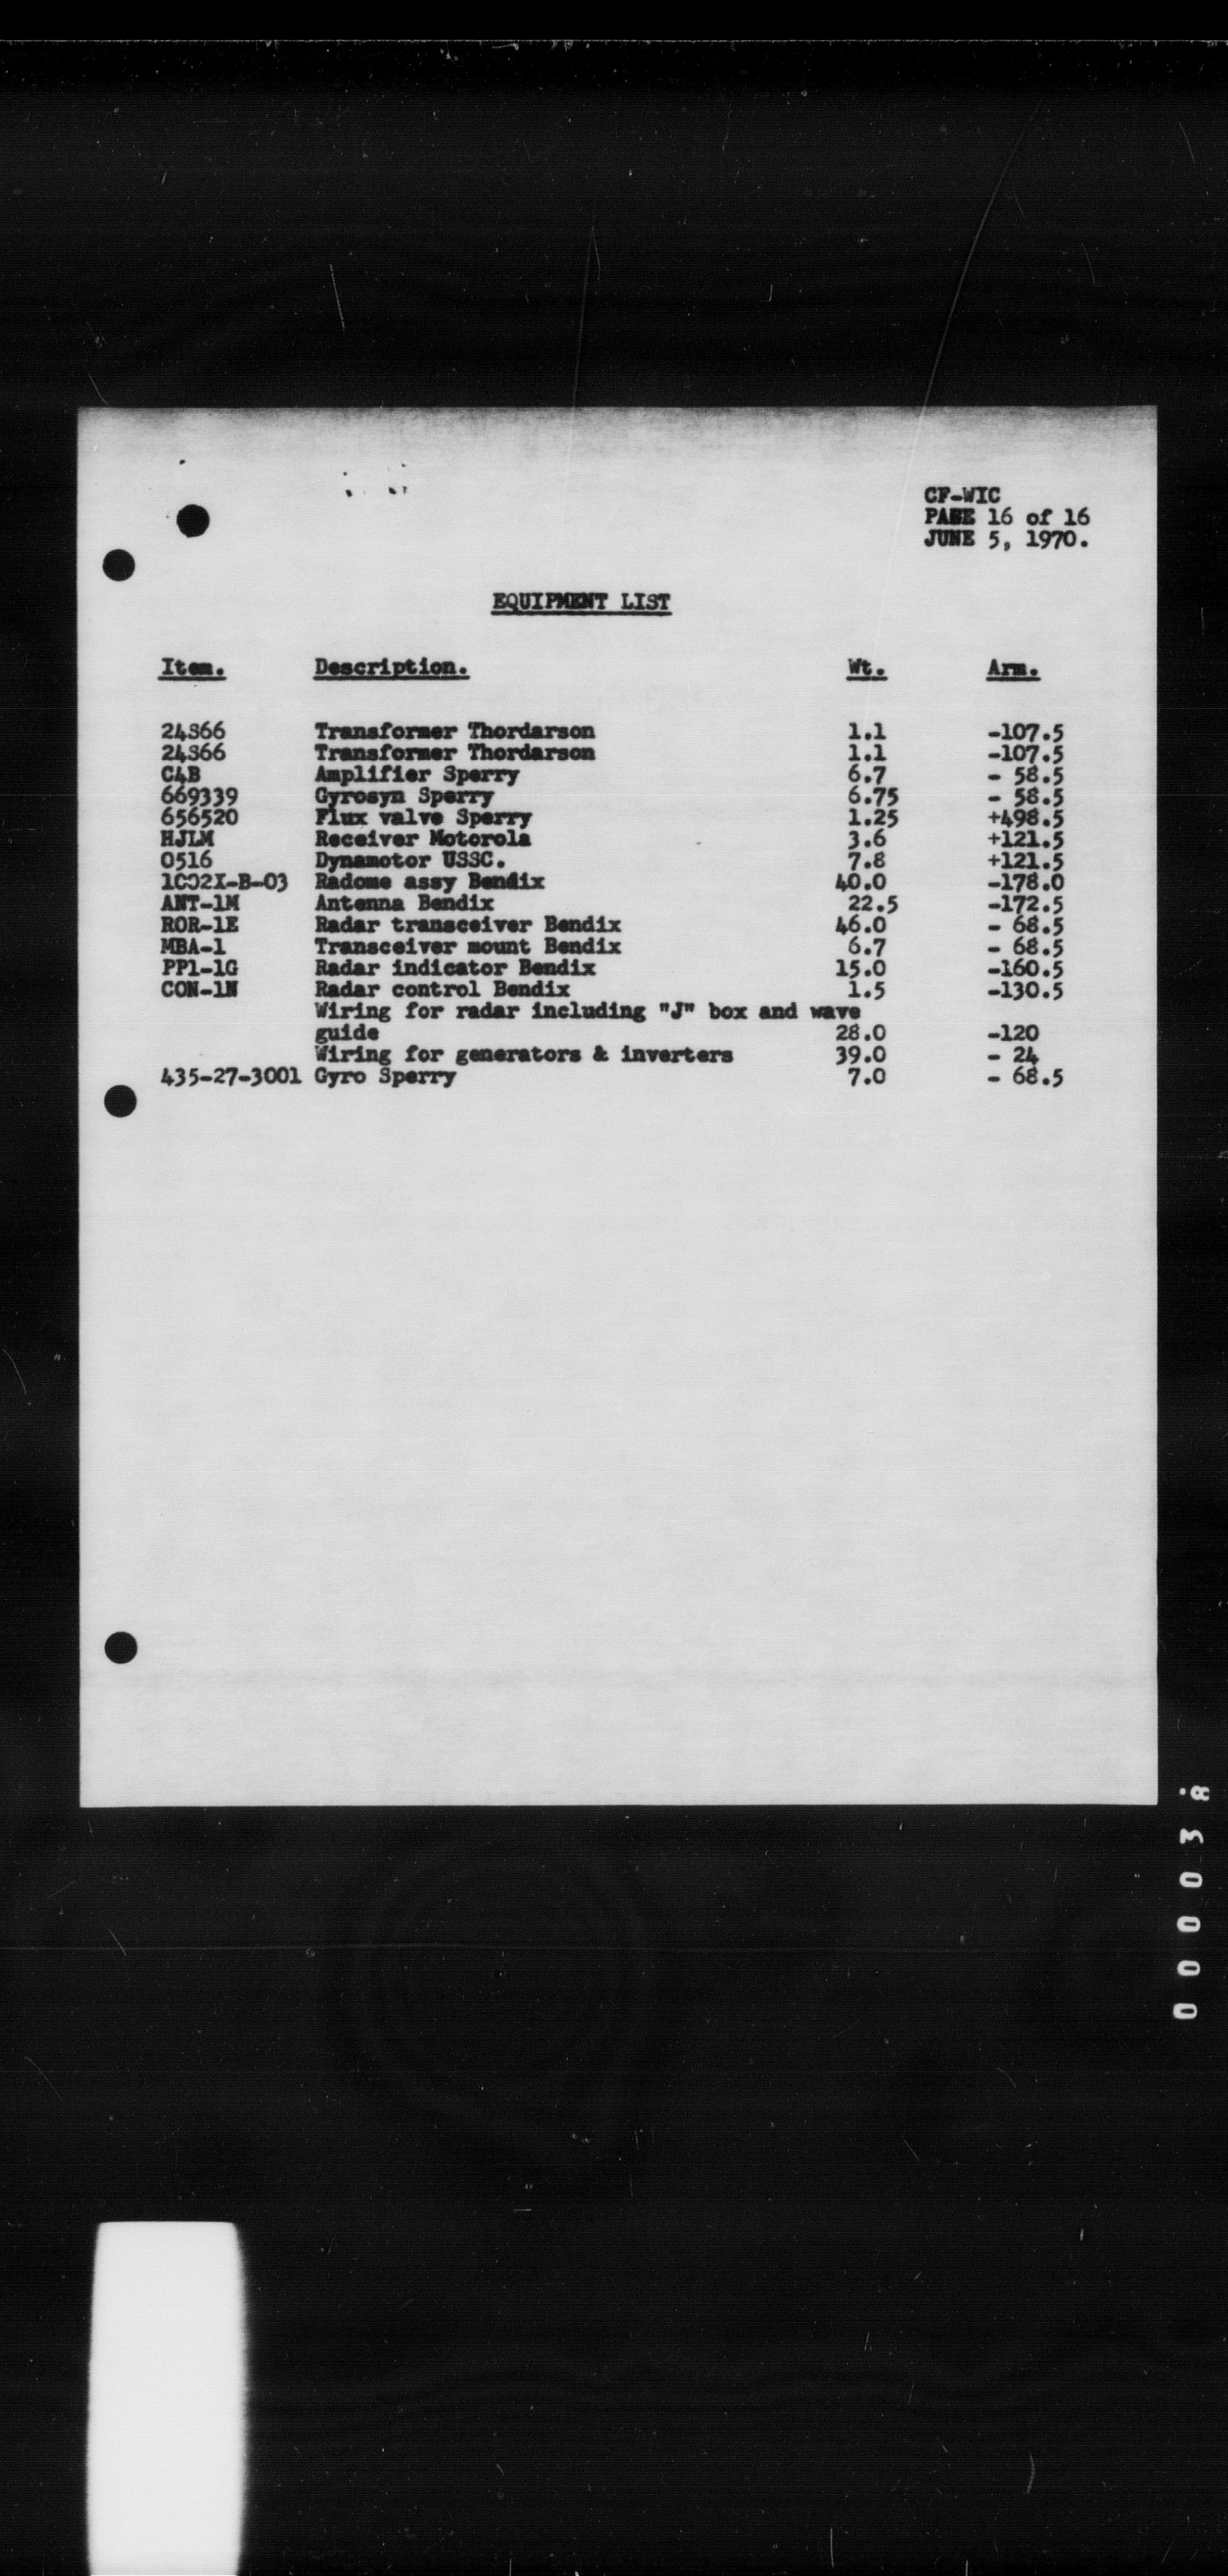 CF-WIC
PAGE 16 of 16
JUNE 5, 1970.
EQUIPMENT LIST
Item. Description. Wt. Arm.
24S66 Transformer Thordarson 1.1 -107.5
24S66 Transformer Thordarson 1.1 -107.5
C4B Amplifier Sperry 6.7 - 58.5
669339 Gyrosyn Sperry 6.75 - 58.5
656520 Flux valve Sperry 1.25 +498.5
HJLM Receiver Motorola 3.6 +121.5
0516 Dynamotor USSC. 7.8 +121.5
1002X-B-03 Radome assy Bendix 40.0 -178.0
ANT-1M Antenna Bendix 22.5 -172.5
ROR-1E Radar transceiver Bendix 46.0 - 68.5
MBA-1 Transceiver mount Bendix 6.7 - 68.5
PP1-1G Radar indicator Bendix 15.0 -160.5
CON-1N Radar control Bendix 1.5 -130.5
Wiring for radar including "J" box and wave
guide 28.0 -120
Wiring for generators & inverters 39.0 - 24
435-27-3001 Gyro Sperry 7.0 - 68.5
000038